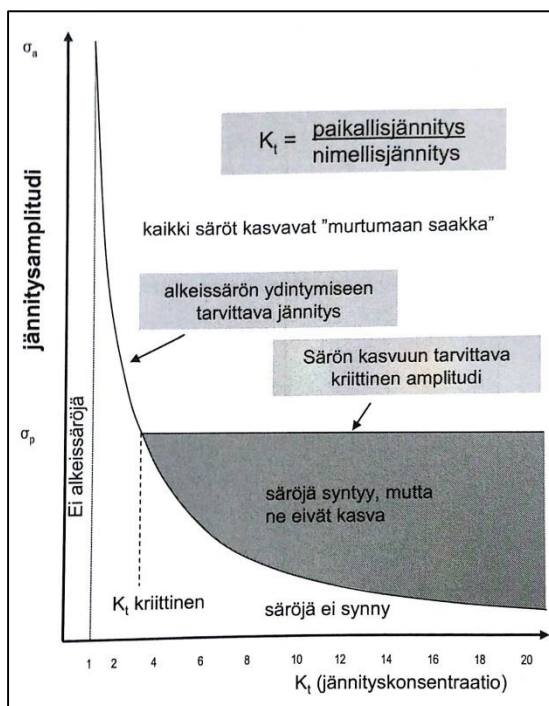 σa
Kt = paikallisjännitys
nimellisjännitys
kaikki säröt kasvavat ”murtumaan saakka”
alkeissärön ydintymiseen
tarvittava jännitys
Särön kasvuun tarvittava
kriittinen amplitudi
jännitysamplitudi
Ei alkeissäröjä
σp
säröjä syntyy, mutta
ne eivät kasva
Kt kriittinen
säröjä ei synny
1 2 4 6 8 10 12 14 16 18 20
Kt (jännityskonsentraatio)